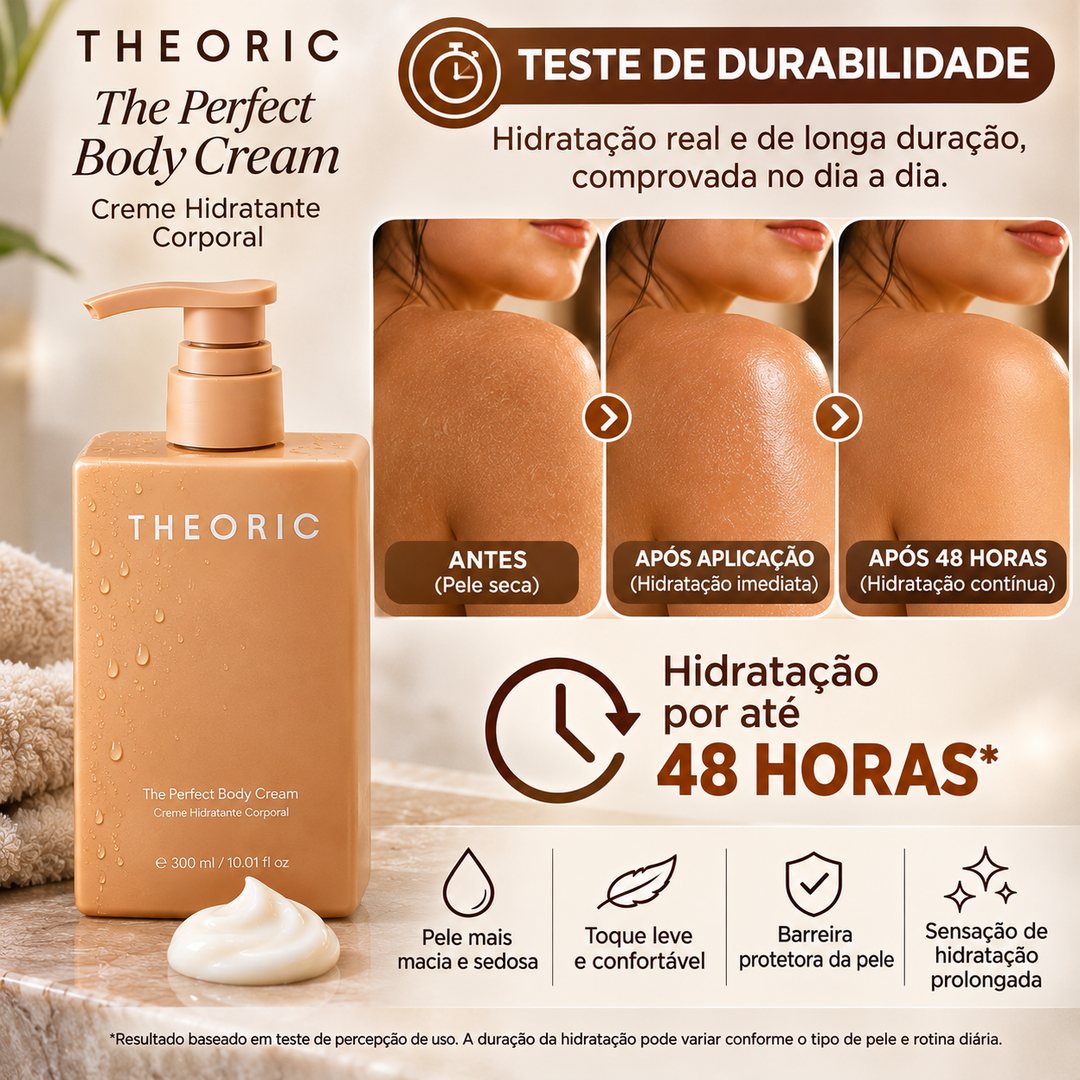 THEORIC
The Perfect
Body Cream
Creme Hidratante
Corporal
TESTE DE DURABILIDADE
Hidratação real e de longa duração,
comprovada no dia a dia.
ANTES
(Pele seca)
APÓS APLICAÇÃO
(Hidratação imediata)
APÓS 48 HORAS
(Hidratação contínua)
THEORIC
The Perfect Body Cream
Creme Hidratante Corporal
℮ 300 ml / 10.01 fl oz
Hidratação
por até
48 HORAS*
Pele mais
macia e sedosa
Toque leve
e confortável
Barreira
protetora da pele
Sensação de
hidratação
prolongada
*Resultado baseado em teste de percepção de uso. A duração da hidratação pode variar conforme o tipo de pele e rotina diária.